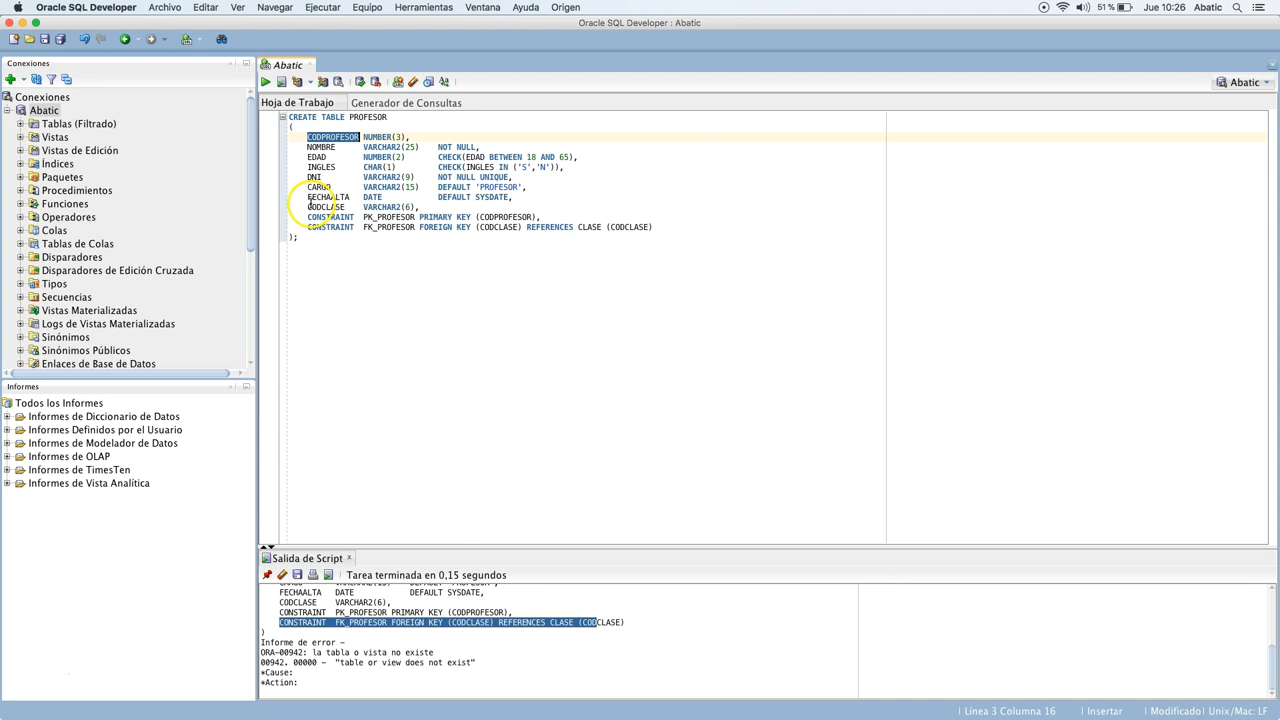 Oracle SQL Developer Archivo Editar Ver Navegar Ejecutar Equipo Herramientas Ventana Ayuda Origen 51 % Jue 10:26 Abatic
Oracle SQL Developer : Abatic
Conexiones
Conexiones
Abatic
Tablas (Filtrado)
Vistas
Vistas de Edición
Índices
Paquetes
Procedimientos
Funciones
Operadores
Colas
Tablas de Colas
Disparadores
Disparadores de Edición Cruzada
Tipos
Secuencias
Vistas Materializadas
Logs de Vistas Materializadas
Sinónimos
Sinónimos Públicos
Enlaces de Base de Datos
Informes
Todos los Informes
Informes de Diccionario de Datos
Informes Definidos por el Usuario
Informes de Modelador de Datos
Informes de OLAP
Informes de TimesTen
Informes de Vista Analítica
Abatic
Abatic
Hoja de Trabajo Generador de Consultas
CREATE TABLE PROFESOR
(
CODPROFESOR NUMBER(3),
NOMBRE VARCHAR2(25) NOT NULL,
EDAD NUMBER(2) CHECK(EDAD BETWEEN 18 AND 65),
INGLES CHAR(1) CHECK(INGLES IN ('S','N')),
DNI VARCHAR2(9) NOT NULL UNIQUE,
CARGO VARCHAR2(15) DEFAULT 'PROFESOR',
FECHAALTA DATE DEFAULT SYSDATE,
CODCLASE VARCHAR2(6),
CONSTRAINT PK_PROFESOR PRIMARY KEY (CODPROFESOR),
CONSTRAINT FK_PROFESOR FOREIGN KEY (CODCLASE) REFERENCES CLASE (CODCLASE)
);
Salida de Script
Tarea terminada en 0,15 segundos
CARGO VARCHAR2(15) DEFAULT 'PROFESOR',
FECHAALTA DATE DEFAULT SYSDATE,
CODCLASE VARCHAR2(6),
CONSTRAINT PK_PROFESOR PRIMARY KEY (CODPROFESOR),
CONSTRAINT FK_PROFESOR FOREIGN KEY (CODCLASE) REFERENCES CLASE (CODCLASE)
)
Informe de error -
ORA-00942: la tabla o vista no existe
00942. 00000 - "table or view does not exist"
*Cause:
*Action:
Línea 3 Columna 16 Insertar Modificado Unix/Mac: LF